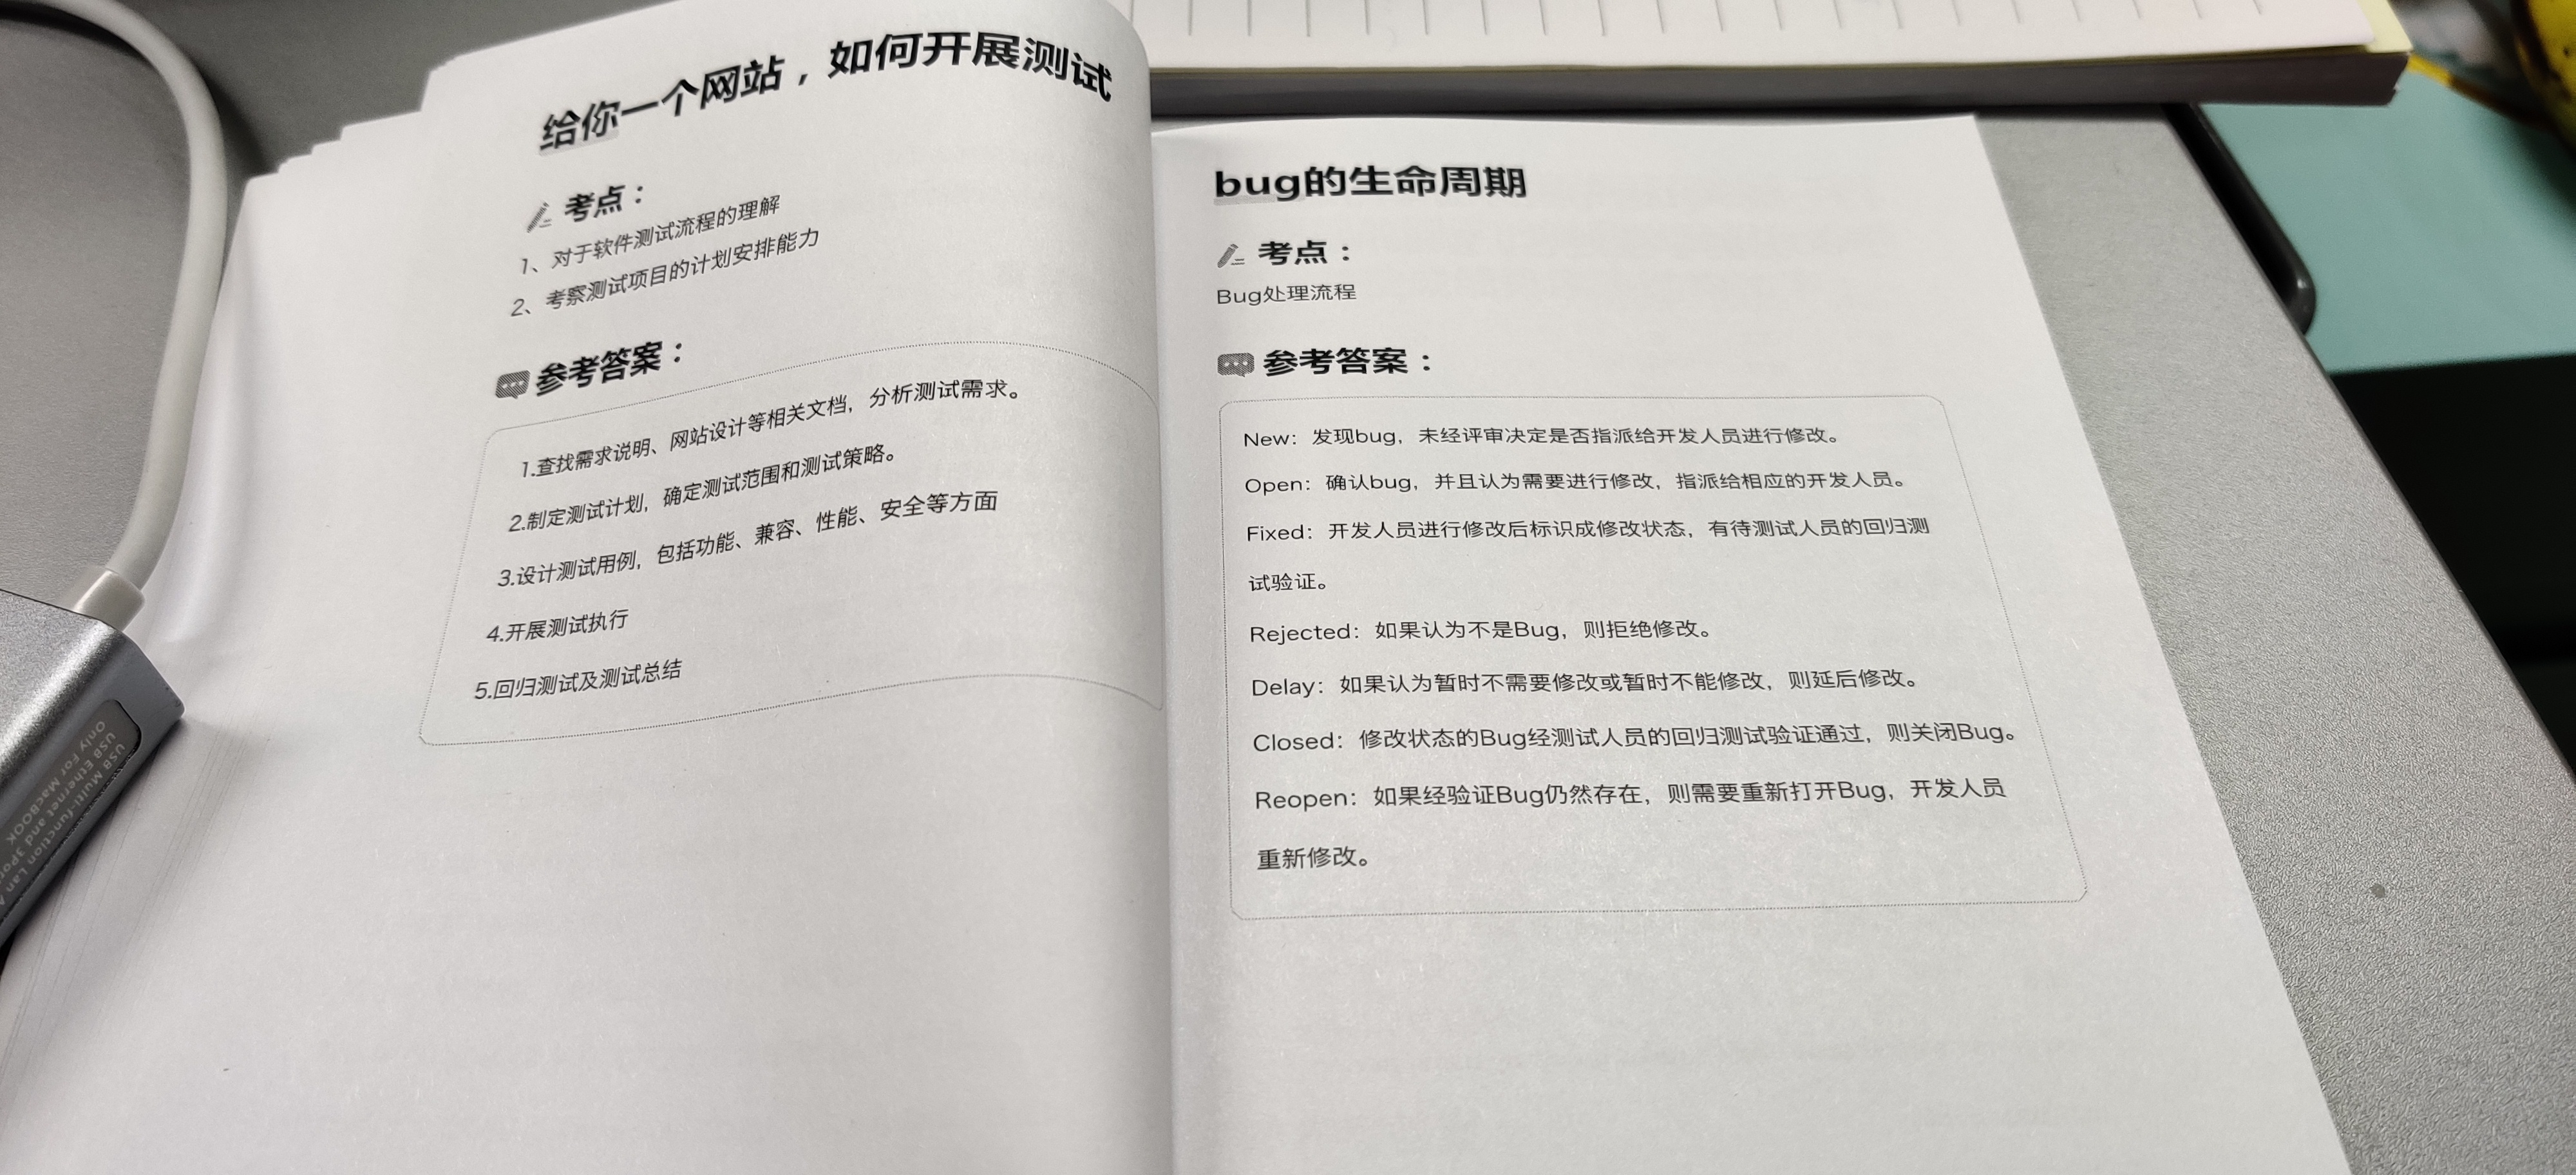 给你一个网站，如何开展测试
考点：
1、对于软件测试流程的理解
2、考察测试项目的计划安排能力
参考答案：
1.查找需求说明、网站设计等相关文档，分析测试需求。
2.制定测试计划，确定测试范围和测试策略。
3.设计测试用例，包括功能、兼容、性能、安全等方面
4.开展测试执行
5.回归测试及测试总结
bug的生命周期
考点：
Bug处理流程
参考答案：
New：发现bug，未经评审决定是否指派给开发人员进行修改。
Open：确认bug，并且认为需要进行修改，指派给相应的开发人员。
Fixed：开发人员进行修改后标识成修改状态，有待测试人员的回归测
试验证。
Rejected：如果认为不是Bug，则拒绝修改。
Delay：如果认为暂时不需要修改或暂时不能修改，则延后修改。
Closed：修改状态的Bug经测试人员的回归测试验证通过，则关闭Bug。
Reopen：如果经验证Bug仍然存在，则需要重新打开Bug，开发人员
重新修改。
USB Multi-function Lan
USB Ethernet and
Only For MacBOOK